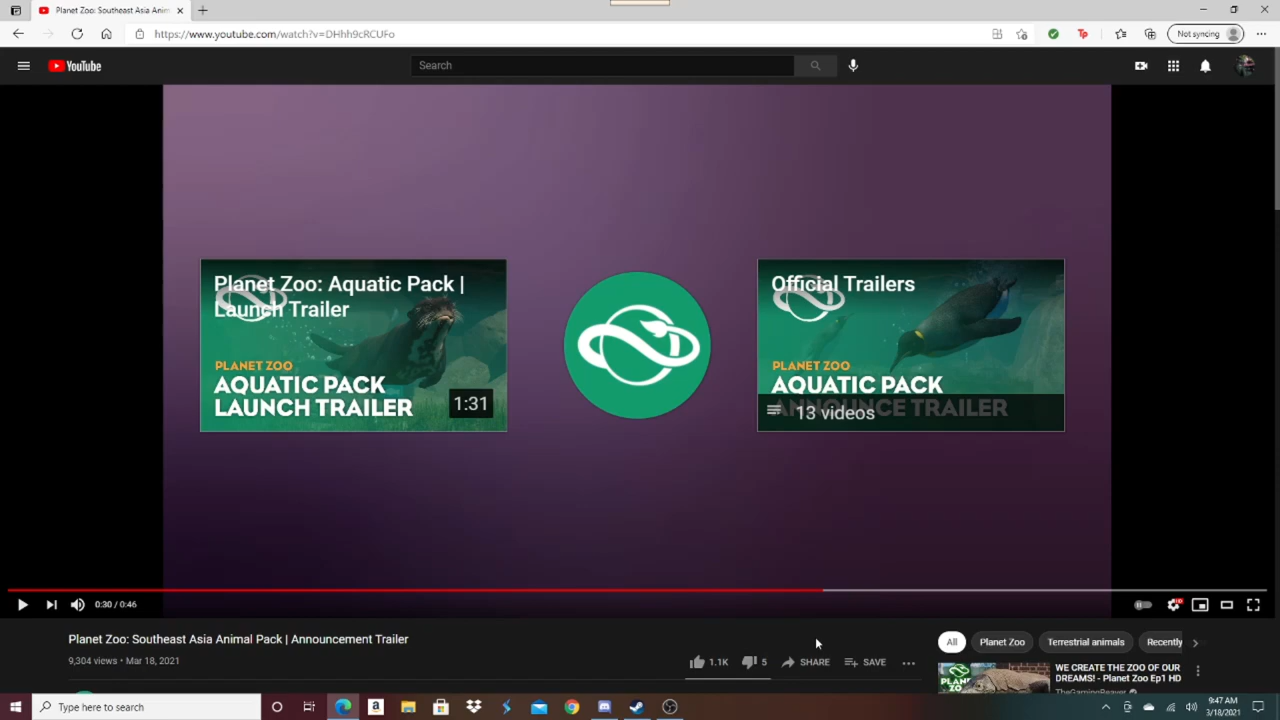 Planet Zoo: Southeast Asia Anim
https://www.youtube.com/watch?v=DHhh9cRCUFo
Not syncing
YouTube
Search
Planet Zoo: Aquatic Pack |
Launch Trailer
PLANET ZOO
AQUATIC PACK
LAUNCH TRAILER
1:31
Official Trailers
PLANET ZOO
AQUATIC PACK
ANNOUNCE TRAILER
13 videos
0:30 / 0:46
Planet Zoo: Southeast Asia Animal Pack | Announcement Trailer
9,304 views • Mar 18, 2021
1.1K
5
SHARE
SAVE
All
Planet Zoo
Terrestrial animals
Recently
WE CREATE THE ZOO OF OUR
DREAMS! - Planet Zoo Ep1 HD
TheGamingBeaver
Type here to search
9:47 AM
3/18/2021